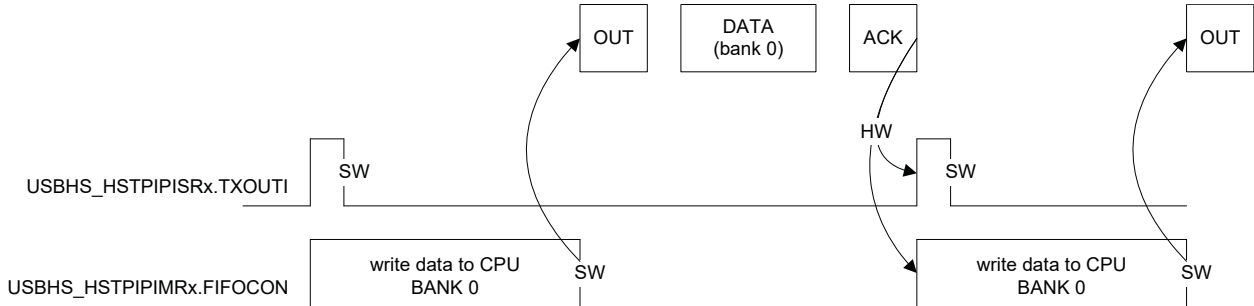 OUT
DATA
(bank 0)
ACK
OUT
HW
USBHS_HSTPIPISRx.TXOUTI
SW
SW
USBHS_HSTPIPIMRx.FIFOCON
write data to CPU
BANK 0
SW
write data to CPU
BANK 0
SW